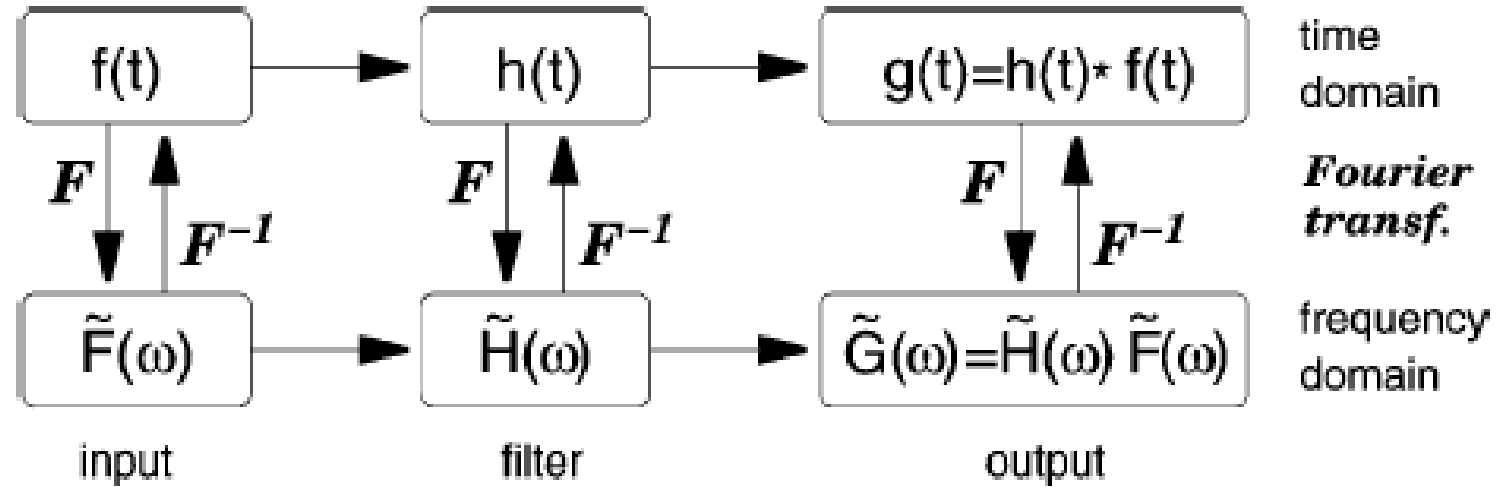 f(t)
h(t)
g(t)=h(t)* f(t)
time
domain
F
F⁻¹
F
F⁻¹
F
F⁻¹
Fourier
transf.
F̃(ω)
H̃(ω)
G̃(ω)=H̃(ω) F̃(ω)
frequency
domain
input
filter
output